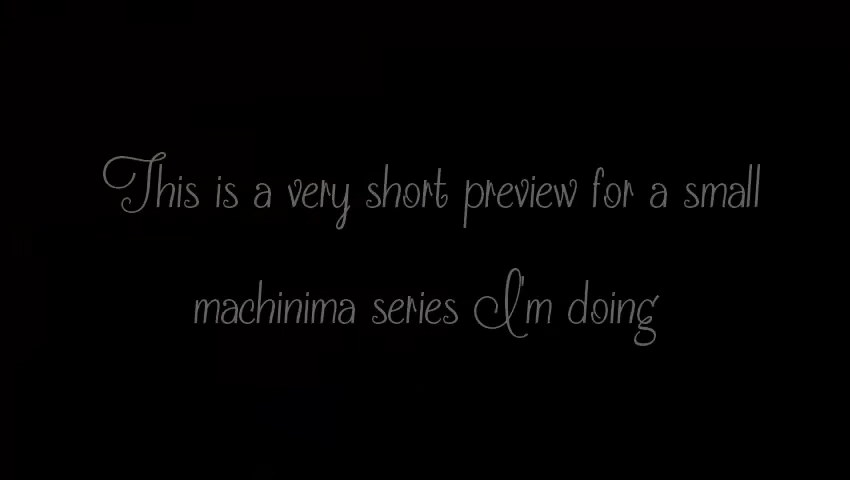 This is a very short preview for a small
machinima series I'm doing